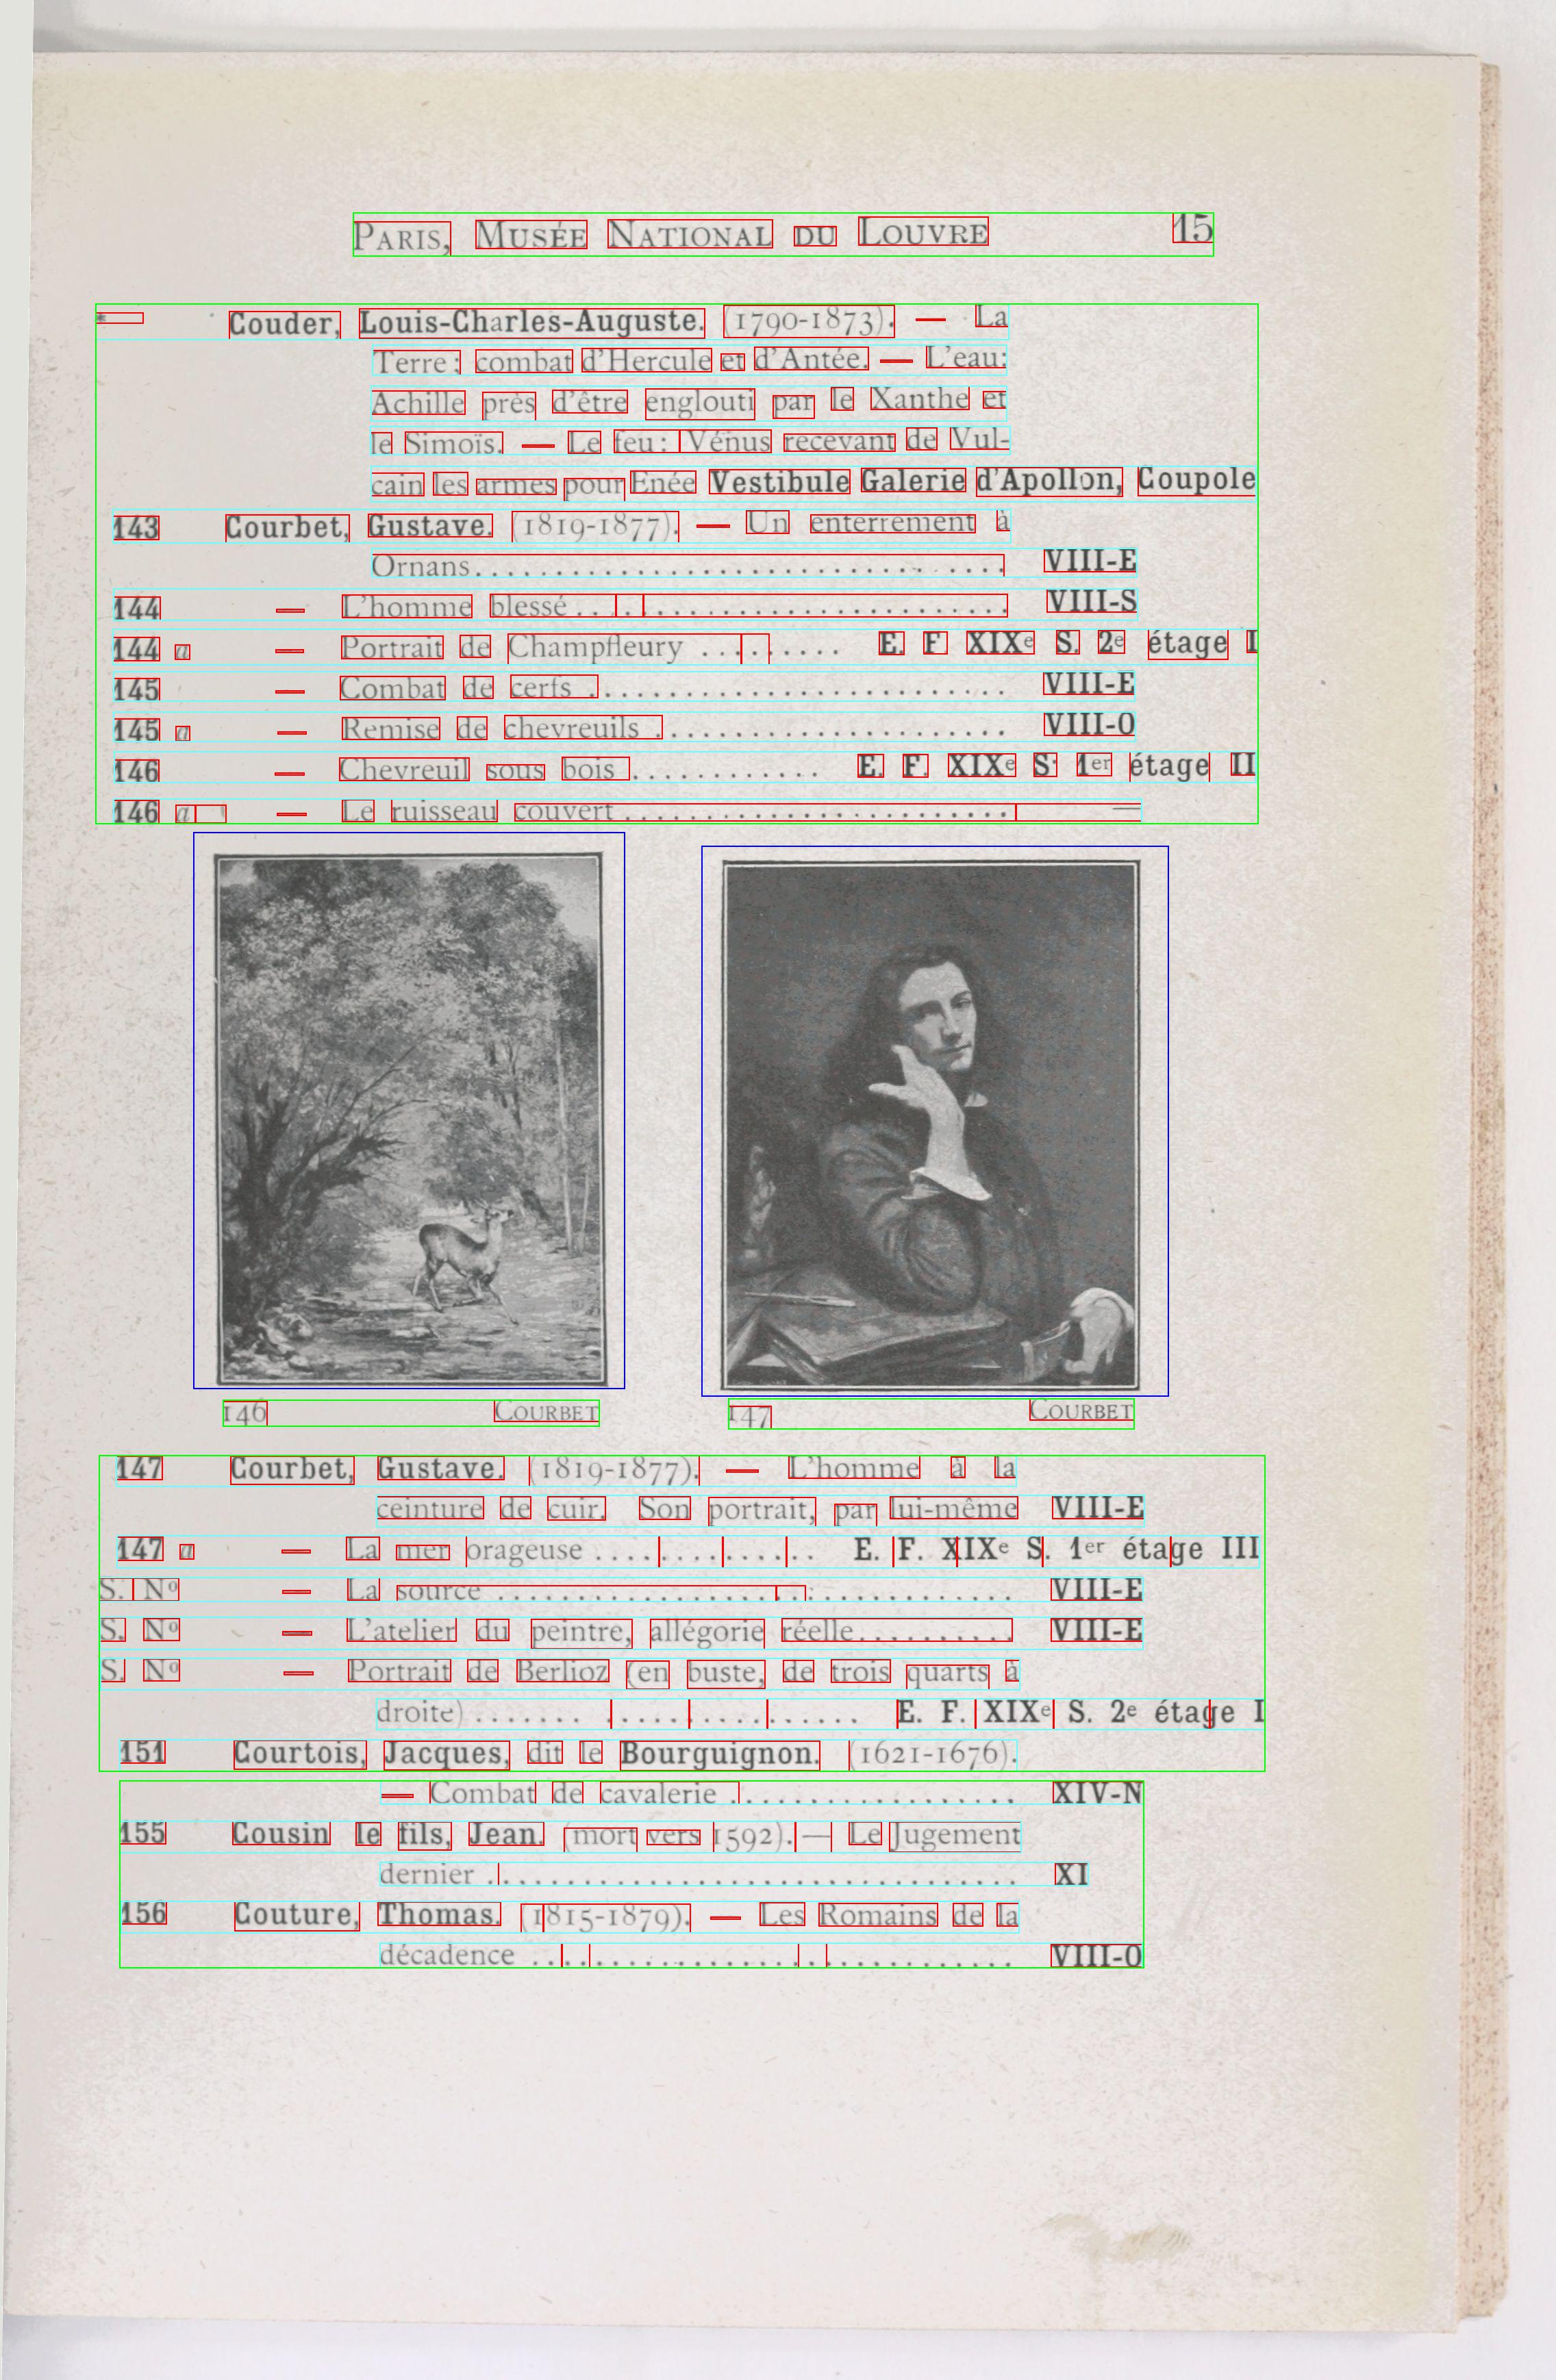 PARIS, MUSÉE NATIONAL DU LOUVRE 15
* Couder, Louis-Charles-Auguste. (1790-1873). — La
Terre; combat d'Hercule et d'Antée. — L'eau:
Achille près d'être englouti par le Xanthe et
le Simoïs. — Le feu: Vénus recevant de Vul-
cain les armes pour Enée Vestibule Galerie d'Apollon, Coupole
143 Courbet, Gustave. (1819-1877). — Un enterrement à
Ornans.............................. VIII-E
144 — L'homme blessé........................ VIII-S
144 a — Portrait de Champfleury ......... E. F. XIXe S. 2e étage I
145 — Combat de cerfs .......................... VIII-E
145 a — Remise de chevreuils ..................... VIII-O
146 — Chevreuil sous bois ............ E. F. XIXe S. 1er étage II
146 a — Le ruisseau couvert ........................ —
146 COURBET
147 COURBET
147 Courbet, Gustave. (1819-1877). — L'homme à la
ceinture de cuir. Son portrait, par lui-même VIII-E
147 a — La mer orageuse .............. E. F. XIXe S. 1er étage III
S. No — La source .............................. VIII-E
S. No — L'atelier du peintre, allégorie réelle.......... VIII-E
S. No — Portrait de Berlioz (en buste, de trois quarts à
droite) ..................... E. F. XIXe S. 2e étage I
151 Courtois, Jacques, dit le Bourguignon. (1621-1676).
— Combat de cavalerie .................. XIV-N
155 Cousin le fils, Jean. (mort vers 1592). — Le Jugement
dernier ................................. XI
156 Couture, Thomas. (1815-1879). — Les Romains de la
décadence .............................. VIII-O